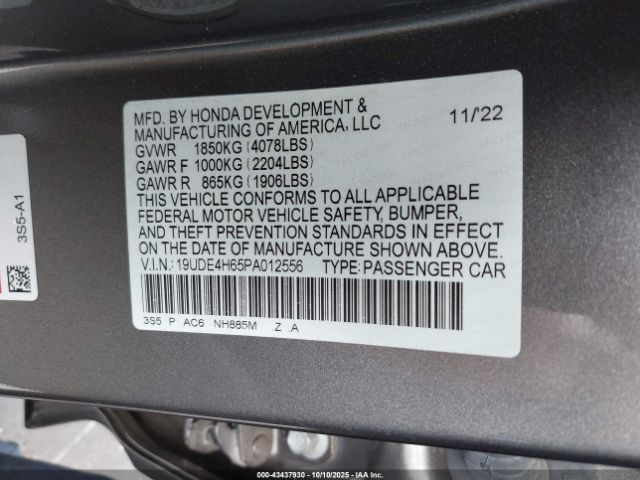 MFD. BY HONDA DEVELOPMENT &
MANUFACTURING OF AMERICA, LLC 11/22
GVWR 1850KG (4078LBS)
GAWR F 1000KG (2204LBS)
GAWR R 865KG (1906LBS)
THIS VEHICLE CONFORMS TO ALL APPLICABLE
FEDERAL MOTOR VEHICLE SAFETY, BUMPER,
AND THEFT PREVENTION STANDARDS IN EFFECT
ON THE DATE OF MANUFACTURE SHOWN ABOVE.
V.I.N.: 19UDE4H65PA012556 TYPE: PASSENGER CAR
3S5 P AC6 NH885M .Z .A
3S5-A1
000-43437930 - 10/10/2025 - IAAI.COM